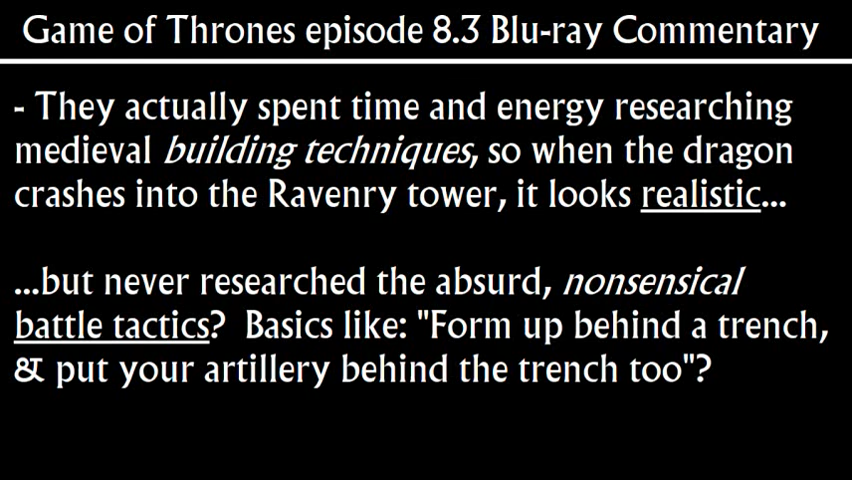 Game of Thrones episode 8.3 Blu-ray Commentary
- They actually spent time and energy researching
medieval building techniques, so when the dragon
crashes into the Ravenry tower, it looks realistic...
...but never researched the absurd, nonsensical
battle tactics? Basics like: "Form up behind a trench,
& put your artillery behind the trench too"?